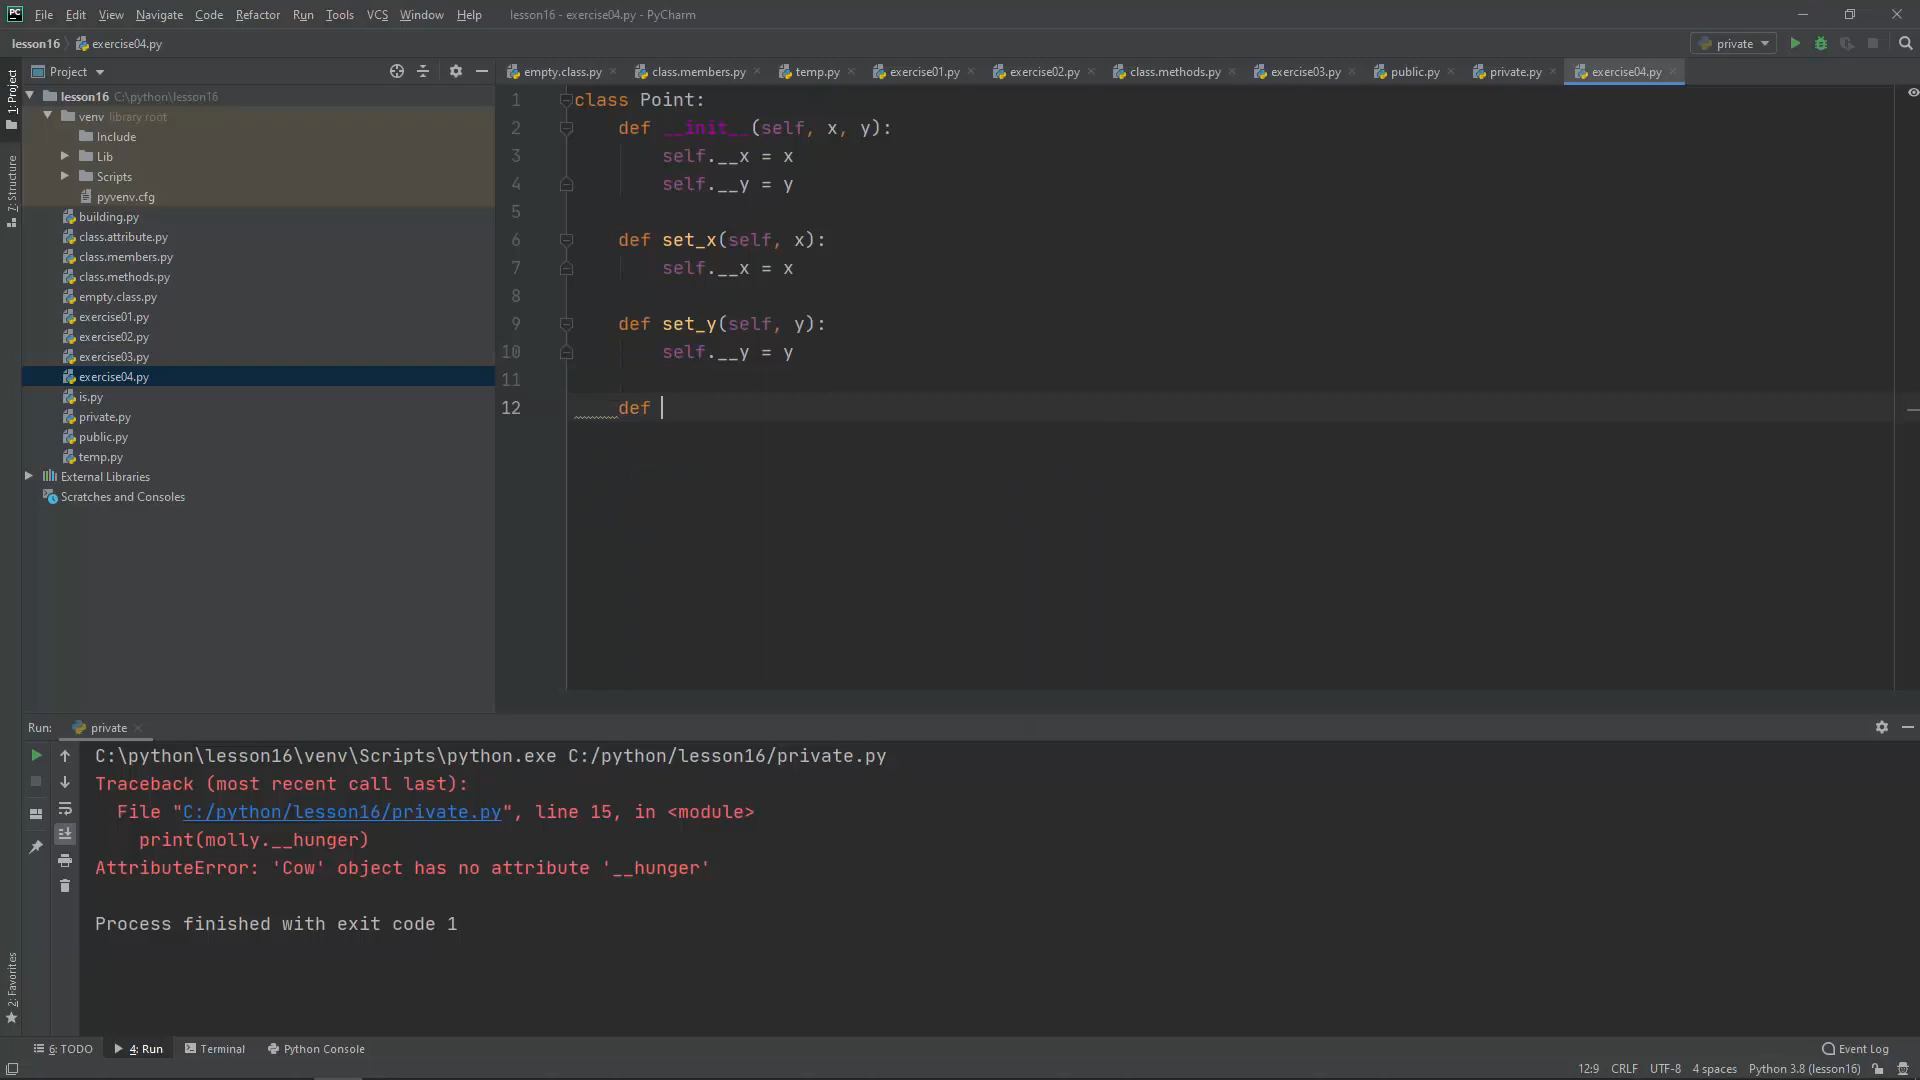 PC File Edit View Navigate Code Refactor Run Tools VCS Window Help lesson16 - exercise04.py - PyCharm
lesson16 exercise04.py private
1: Project
Project
empty.class.py class.members.py temp.py exercise01.py exercise02.py class.methods.py exercise03.py public.py private.py exercise04.py
lesson16 C:\python\lesson16
venv library root
Include
Lib
Scripts
pyvenv.cfg
building.py
class.attribute.py
class.members.py
class.methods.py
empty.class.py
exercise01.py
exercise02.py
exercise03.py
exercise04.py
is.py
private.py
public.py
temp.py
External Libraries
Scratches and Consoles
7: Structure
1 class Point:
2 def __init__(self, x, y):
3 self.__x = x
4 self.__y = y
5
6 def set_x(self, x):
7 self.__x = x
8
9 def set_y(self, y):
10 self.__y = y
11
12 def
Run: private
C:\python\lesson16\venv\Scripts\python.exe C:/python/lesson16/private.py
Traceback (most recent call last):
File "C:/python/lesson16/private.py", line 15, in <module>
print(molly.__hunger)
AttributeError: 'Cow' object has no attribute '__hunger'
Process finished with exit code 1
2: Favorites
6: TODO 4: Run Terminal Python Console Event Log
12:9 CRLF UTF-8 4 spaces Python 3.8 (lesson16)